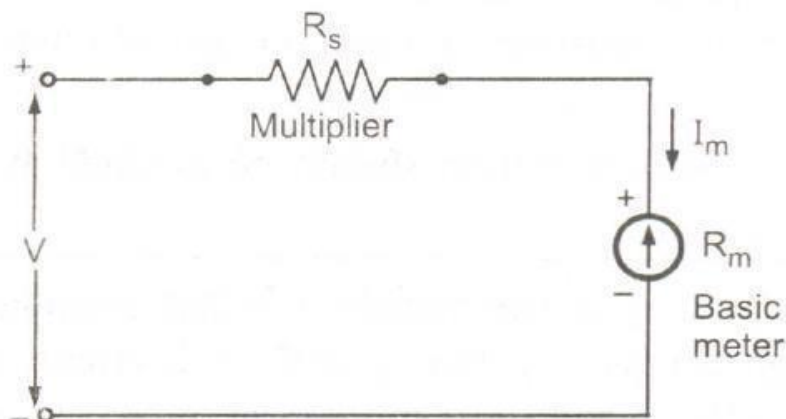 R_s
+
Multiplier
I_m
+
V
R_m
−
Basic
meter
−